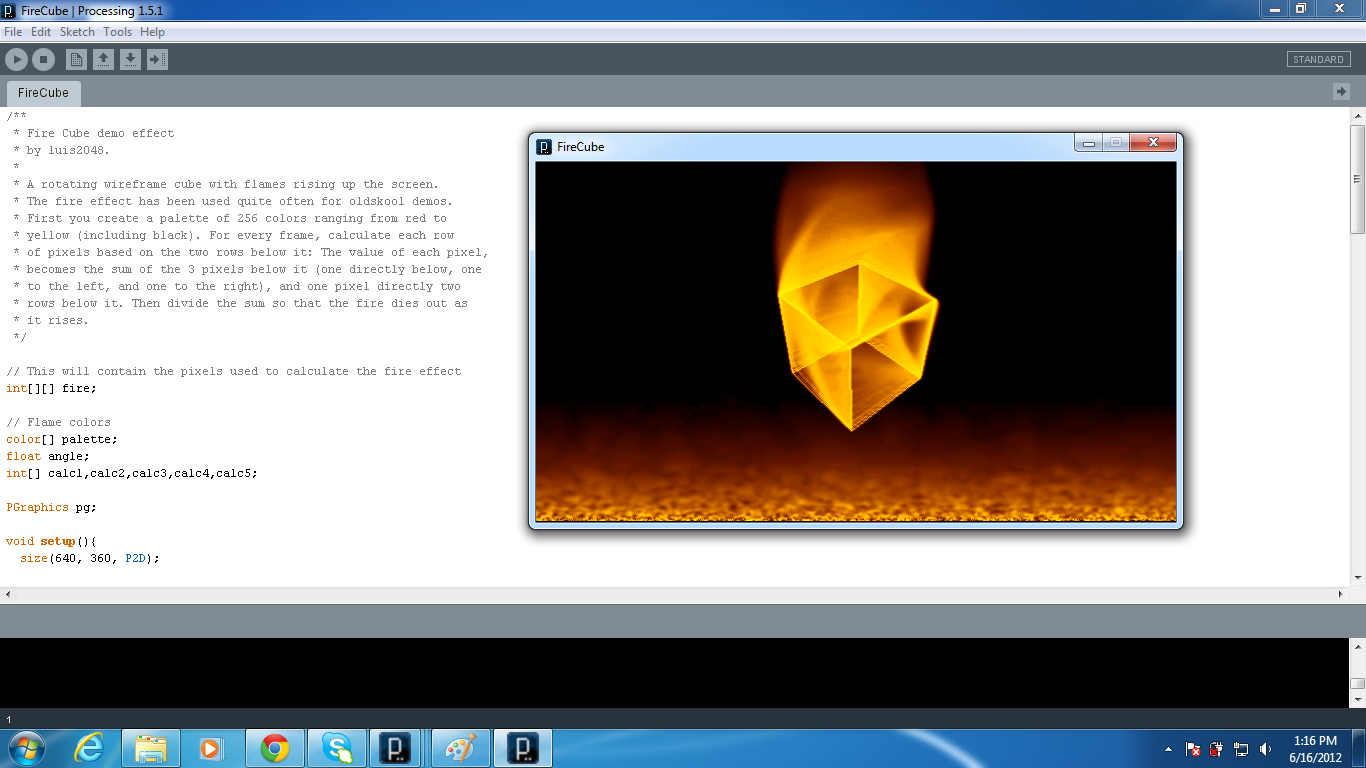 FireCube | Processing 1.5.1
File Edit Sketch Tools Help
STANDARD
FireCube
/**
 * Fire Cube demo effect
 * by luis2048.
 *
 * A rotating wireframe cube with flames rising up the screen.
 * The fire effect has been used quite often for oldskool demos.
 * First you create a palette of 256 colors ranging from red to
 * yellow (including black). For every frame, calculate each row
 * of pixels based on the two rows below it: The value of each pixel,
 * becomes the sum of the 3 pixels below it (one directly below, one
 * to the left, and one to the right), and one pixel directly two
 * rows below it. Then divide the sum so that the fire dies out as
 * it rises.
 */
// This will contain the pixels used to calculate the fire effect
int[][] fire;
// Flame colors
color[] palette;
float angle;
int[] calc1,calc2,calc3,calc4,calc5;
PGraphics pg;
void setup(){
  size(640, 360, P2D);
FireCube
1
1:16 PM
6/16/2012